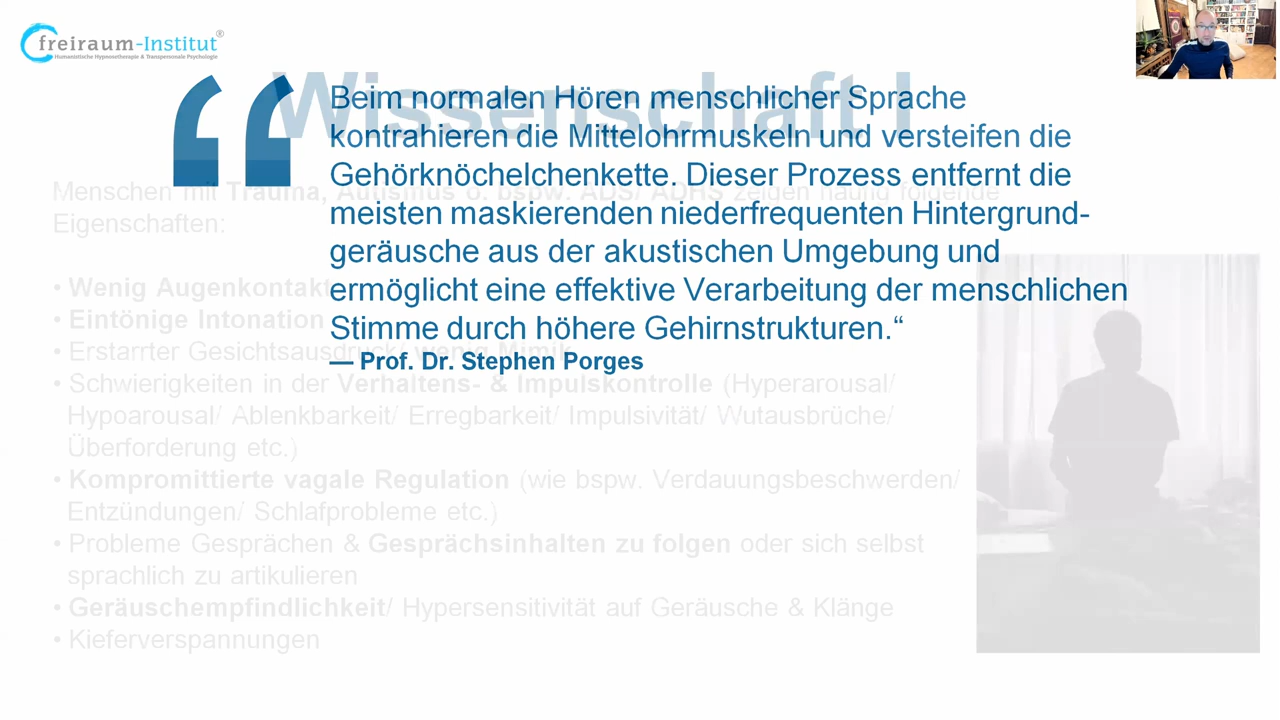 freiraum-Institut®
Humanistische Hypnosetherapie & Transpersonale Psychologie
Wissenschaft I
“
Beim normalen Hören menschlicher Sprache
kontrahieren die Mittelohrmuskeln und versteifen die
Gehörknöchelchenkette. Dieser Prozess entfernt die
meisten maskierenden niederfrequenten Hintergrund-
geräusche aus der akustischen Umgebung und
ermöglicht eine effektive Verarbeitung der menschlichen
Stimme durch höhere Gehirnstrukturen.“
— Prof. Dr. Stephen Porges
Menschen mit Trauma, Autismus o. bspw. ADS/ ADHS zeigen häufig folgende
Eigenschaften:
• Wenig Augenkontakt
• Eintönige Intonation
• Erstarrter Gesichtsausdruck/ wenig Mimik
• Schwierigkeiten in der Verhaltens- & Impulskontrolle (Hyperarousal/
Hypoarousal/ Ablenkbarkeit/ Erregbarkeit/ Impulsivität/ Wutausbrüche/
Überforderung etc.)
• Kompromittierte vagale Regulation (wie bspw. Verdauungsbeschwerden/
Entzündungen/ Schlafprobleme etc.)
• Probleme Gesprächen & Gesprächsinhalten zu folgen oder sich selbst
sprachlich zu artikulieren
• Geräuschempfindlichkeit/ Hypersensitivität auf Geräusche & Klänge
• Kieferverspannungen